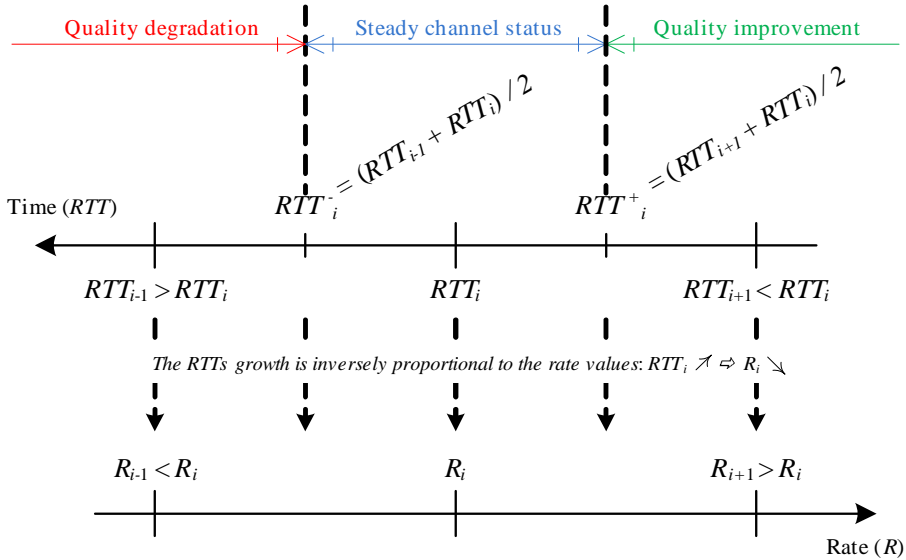 Quality degradation
Steady channel status
Quality improvement
RTT⁻ᵢ = (RTTᵢ₋₁ + RTTᵢ) / 2
RTT⁺ᵢ = (RTTᵢ₊₁ + RTTᵢ) / 2
Time (RTT)
RTTᵢ₋₁ > RTTᵢ
RTTᵢ
RTTᵢ₊₁ < RTTᵢ
The RTTs growth is inversely proportional to the rate values: RTTᵢ ↗ ⇨ Rᵢ ↘
Rᵢ₋₁ < Rᵢ
Rᵢ
Rᵢ₊₁ > Rᵢ
Rate (R)